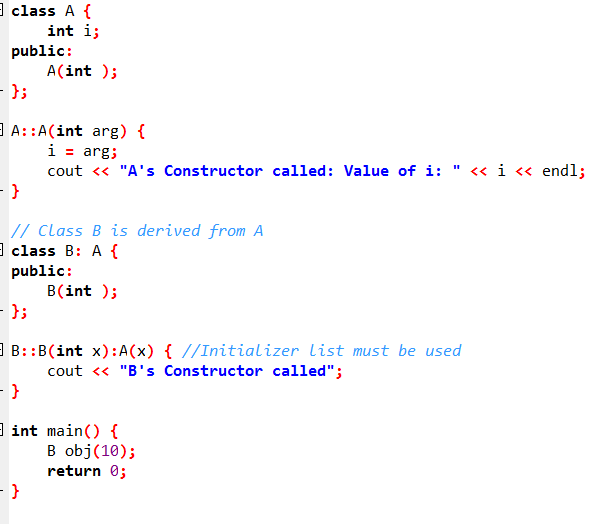 class A {
    int i;
public:
    A(int );
};

A::A(int arg) {
    i = arg;
    cout << "A's Constructor called: Value of i: " << i << endl;
}

// Class B is derived from A
class B: A {
public:
    B(int );
};

B::B(int x):A(x) { //Initializer list must be used
    cout << "B's Constructor called";
}

int main() {
    B obj(10);
    return 0;
}